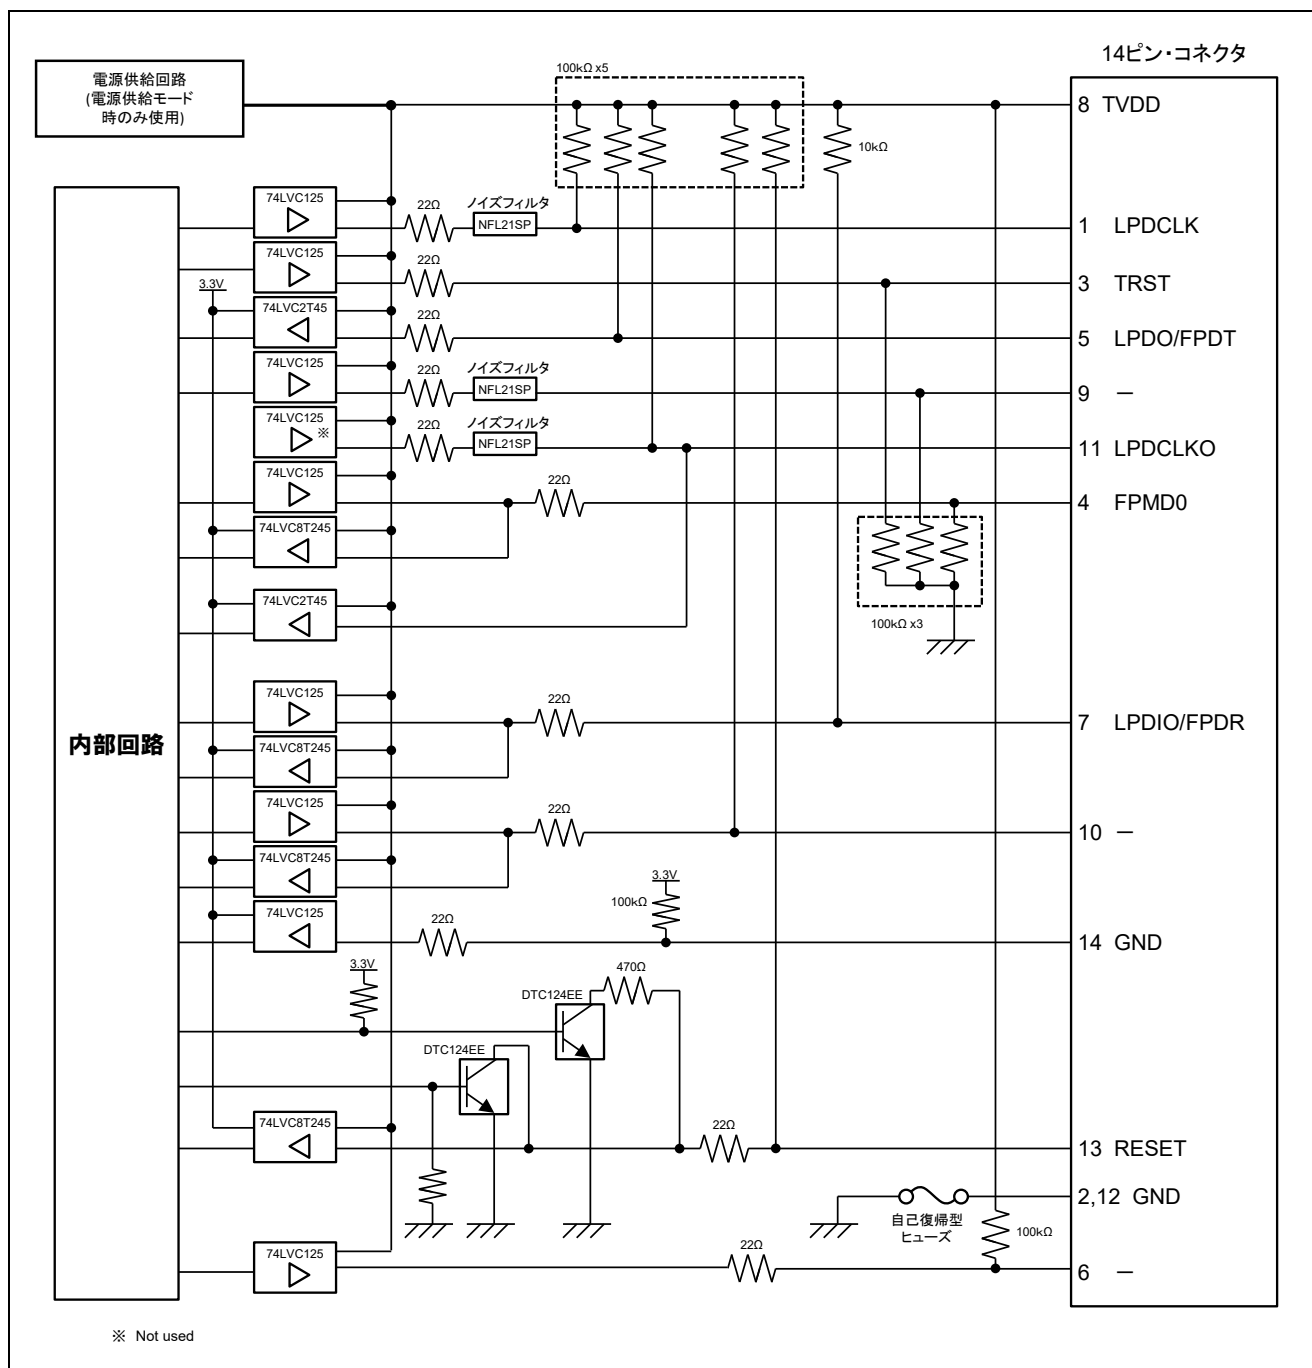 14ピン・コネクタ
電源供給回路
(電源供給モード
時のみ使用)
100kΩ x5
8 TVDD
10kΩ
74LVC125
22Ω
ノイズフィルタ
NFL21SP
1 LPDCLK
74LVC125
22Ω
3 TRST
3.3V
74LVC2T45
22Ω
5 LPDO/FPDT
74LVC125
22Ω
ノイズフィルタ
NFL21SP
9 －
74LVC125
※
22Ω
ノイズフィルタ
NFL21SP
11 LPDCLKO
74LVC125
22Ω
4 FPMD0
74LVC8T245
74LVC2T45
100kΩ x3
内部回路
74LVC125
22Ω
7 LPDIO/FPDR
74LVC8T245
74LVC125
22Ω
10 －
74LVC8T245
3.3V
100kΩ
74LVC125
22Ω
14 GND
3.3V
470Ω
DTC124EE
DTC124EE
74LVC8T245
22Ω
13 RESET
2,12 GND
自己復帰型
ヒューズ
100kΩ
74LVC125
22Ω
6 －
※ Not used